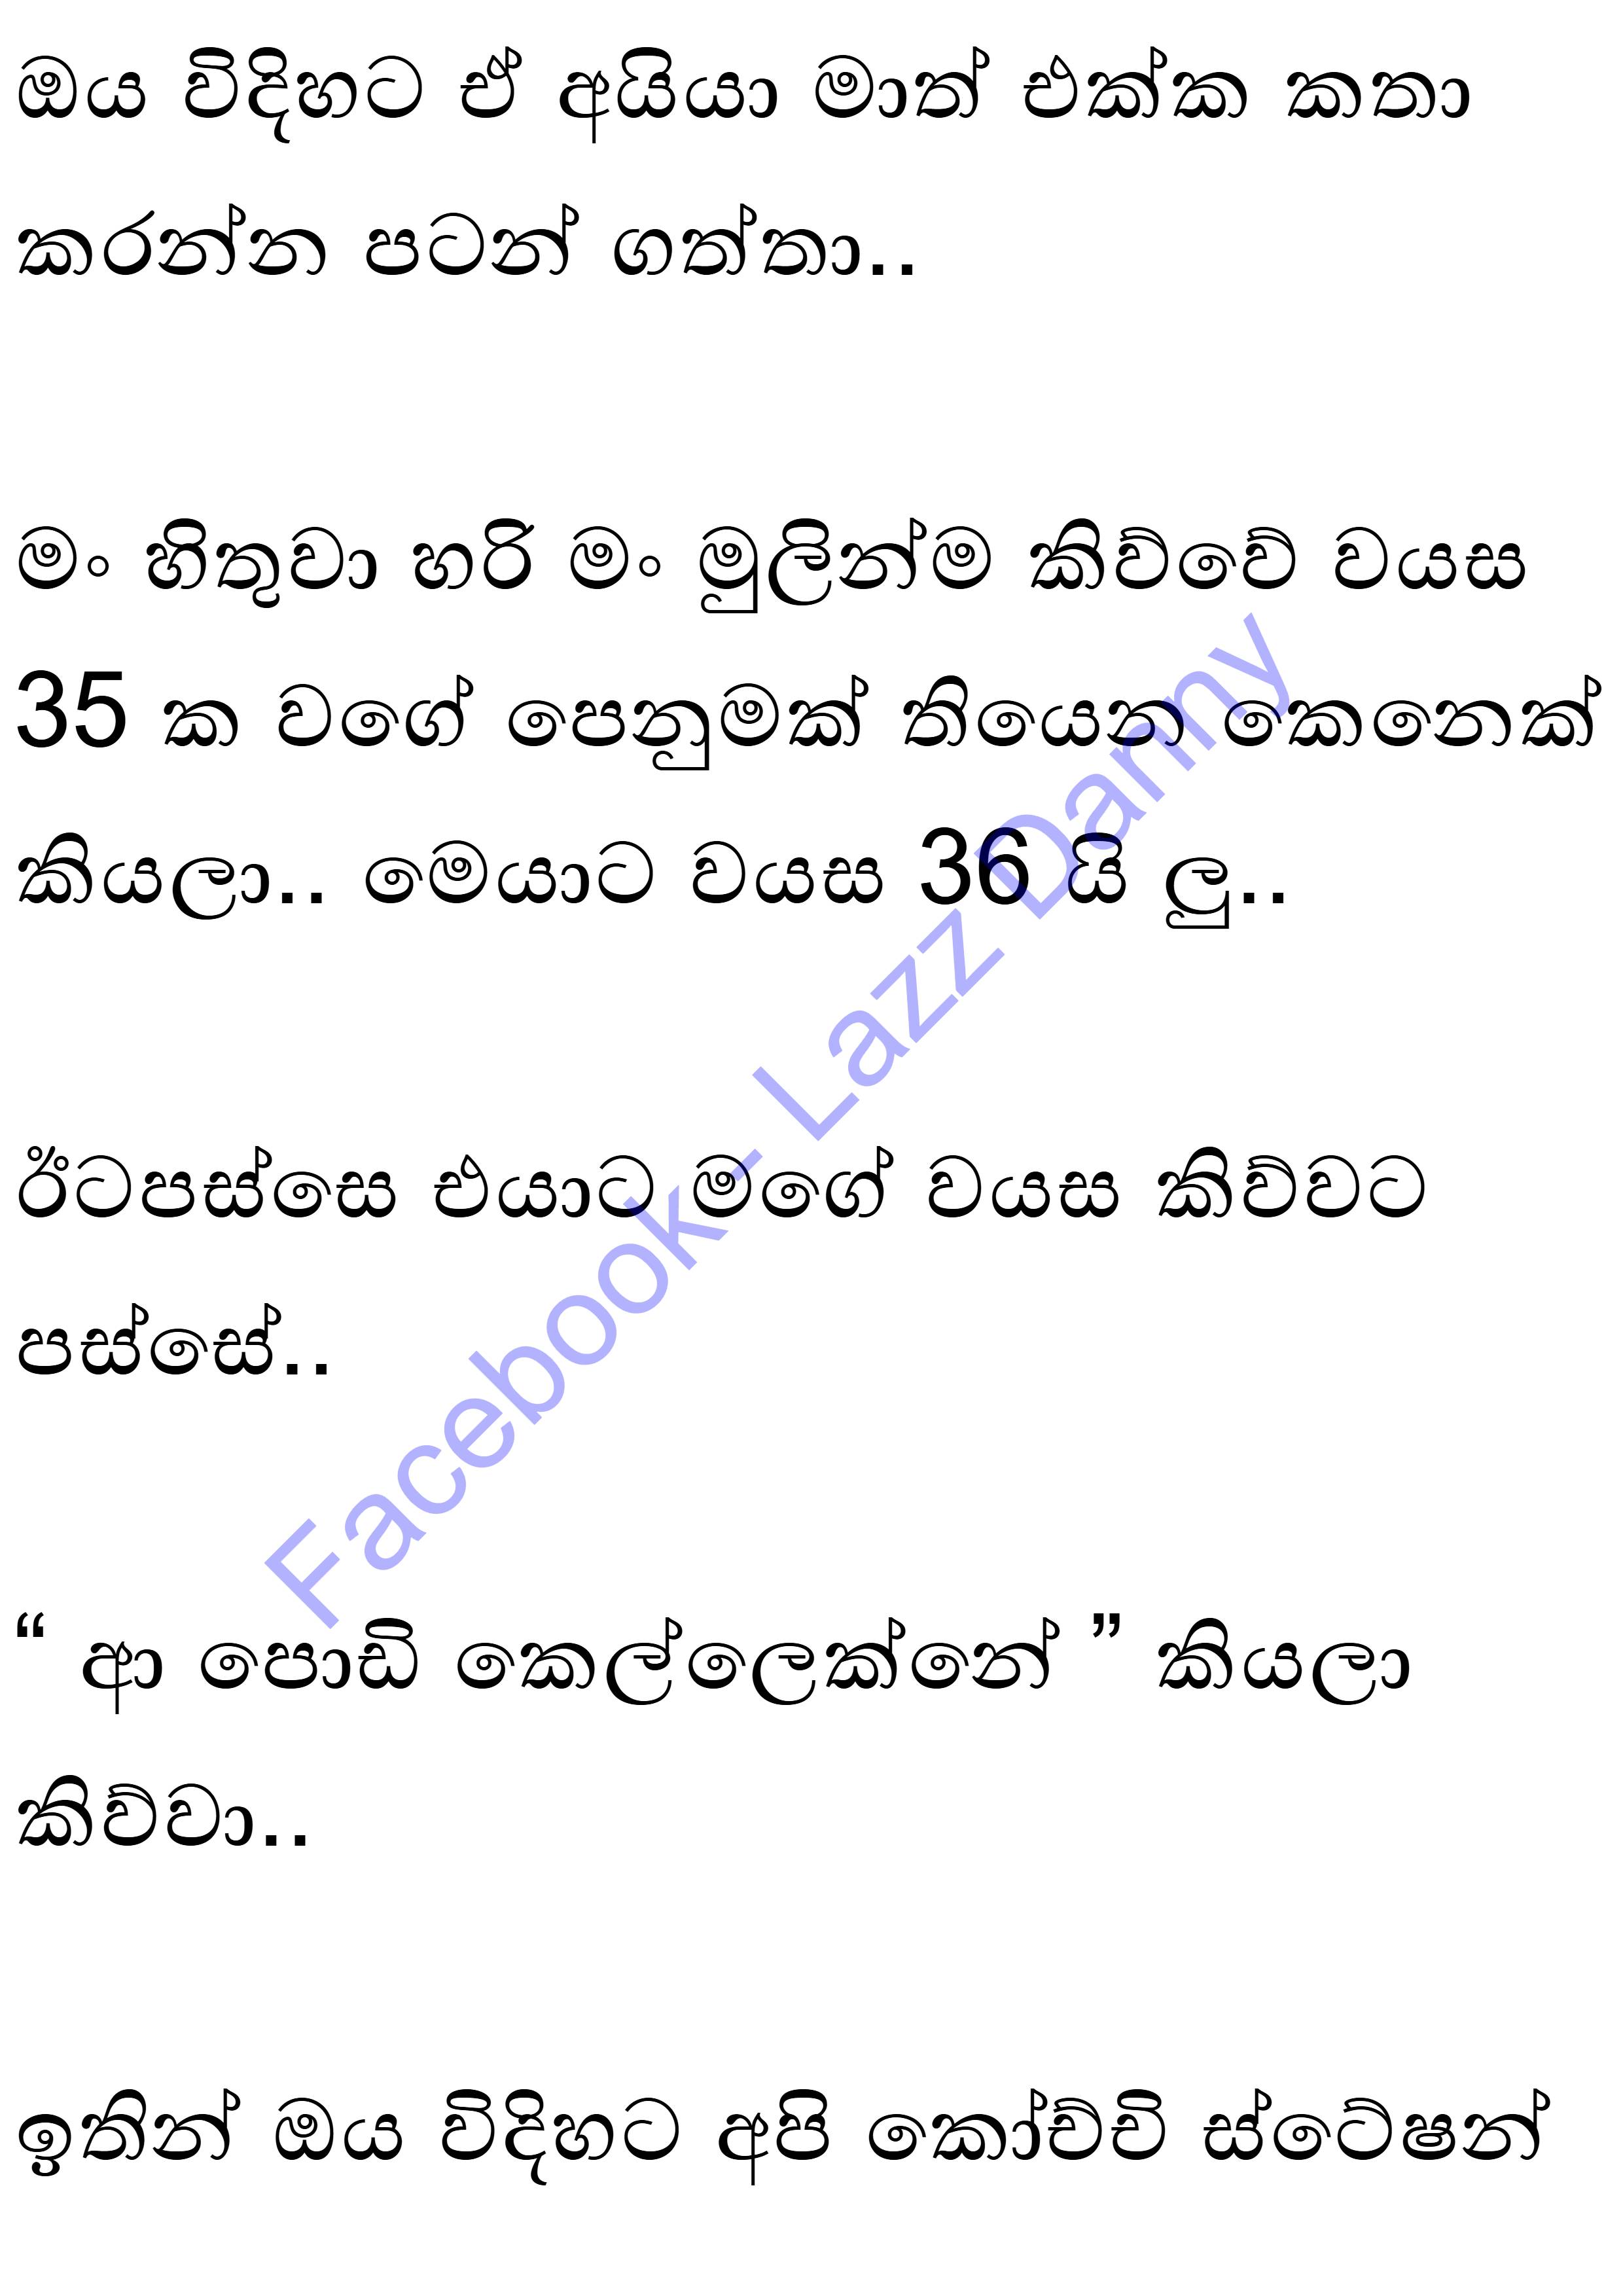 ඔය විදිහට ඒ අයියා මාත් එක්ක කතා
කරන්න පටන් ගත්තා..
මං හිතුවා හරි මං මුලින්ම කිව්වේ වයස
35 ක වගේ පෙනුමක් තියෙන කෙනෙක්
කියලා.. මෙයාට වයස 36 යි ලු..
ඊටපස්සෙ එයාට මගේ වයස කිව්වට
පස්සේ..
“ ආ පොඩි කෙල්ලෙක්නේ ” කියලා
කිව්වා..
ඉතින් ඔය විදිහට අපි කෝච්චි ස්ටේෂන්
Facebook - Lazz Danny